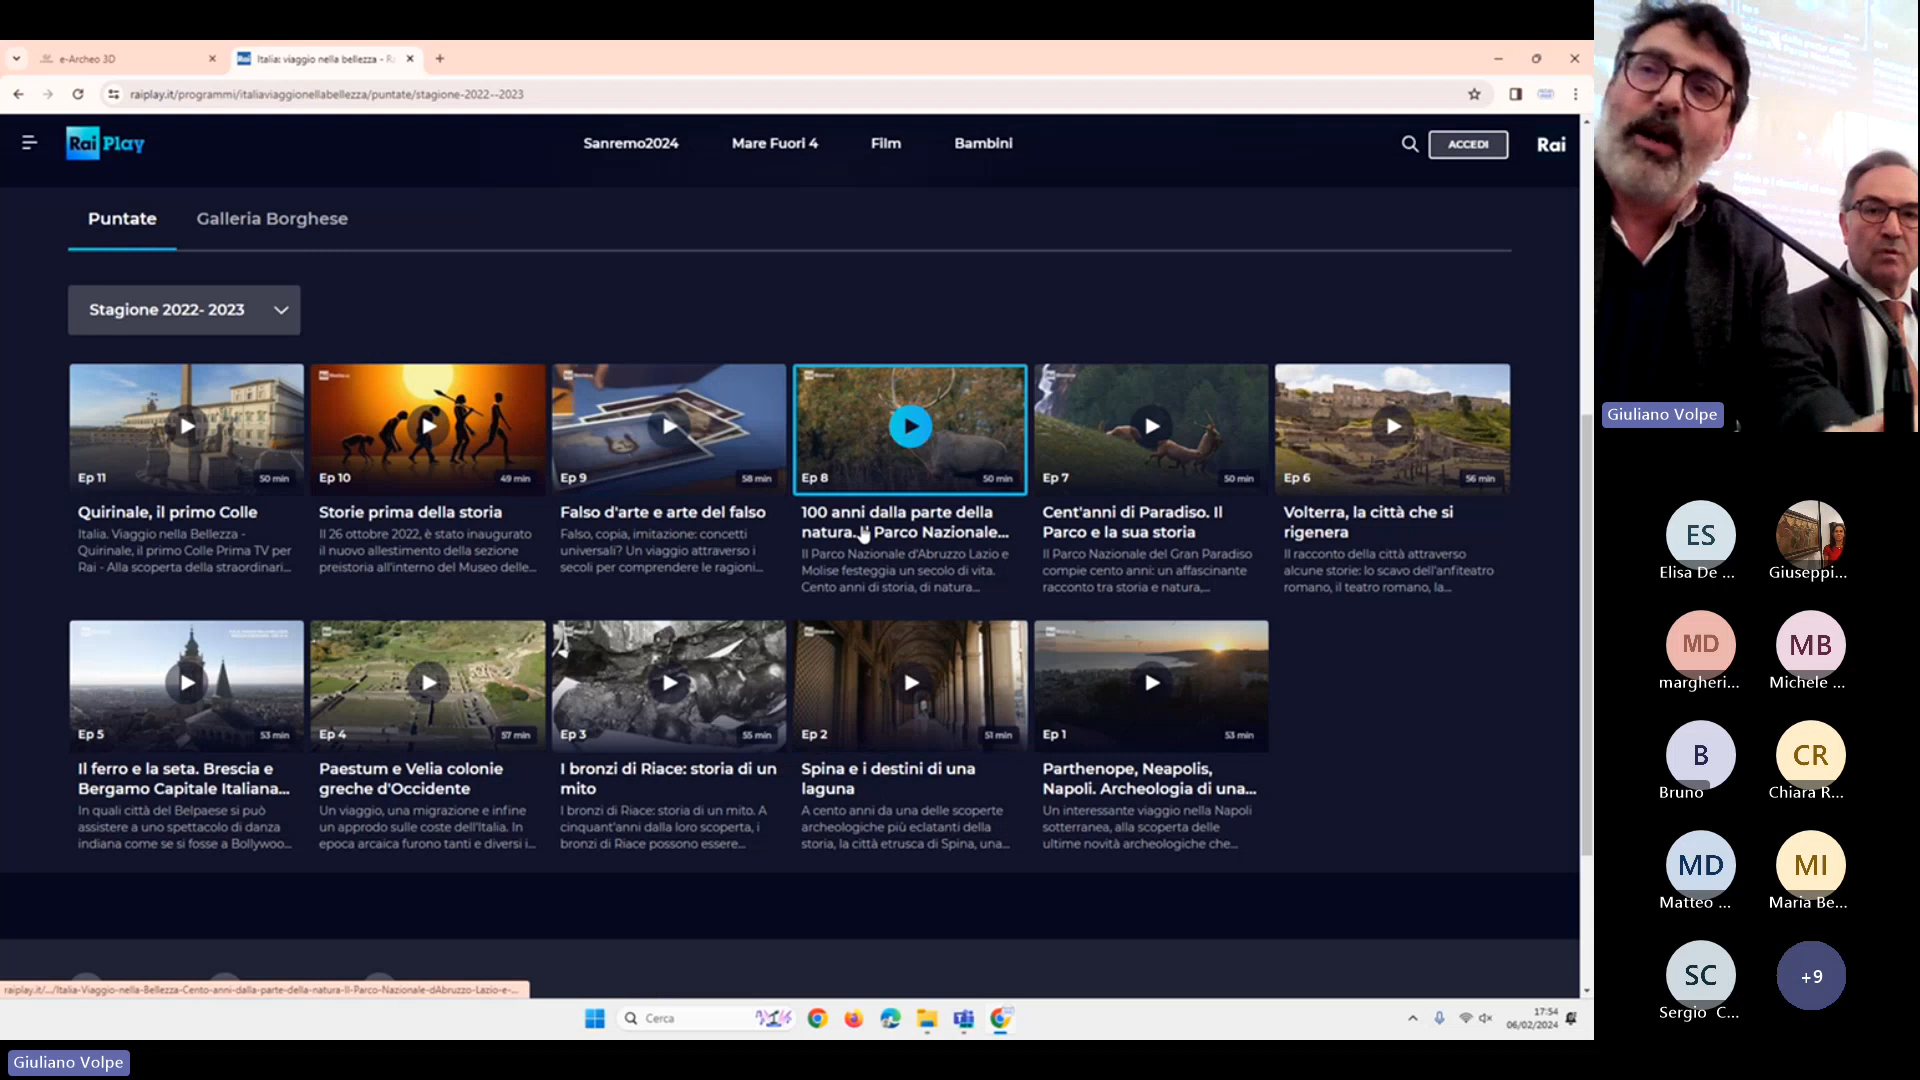 e-Archeo 3D
Italia: viaggio nella bellezza - R
raiplay.it/programmi/italiaviaggionellabellezza/puntate/stagione-2022--2023
Rai Play
Sanremo2024
Mare Fuori 4
Film
Bambini
ACCEDI
Rai
Puntate
Galleria Borghese
Stagione 2022- 2023
Ep 11
50 min
Quirinale, il primo Colle
Italia. Viaggio nella Bellezza -
Quirinale, il primo Colle Prima TV per
Rai - Alla scoperta della straordinari...
Ep 10
49 min
Storie prima della storia
Il 26 ottobre 2022, è stato inaugurato
il nuovo allestimento della sezione
preistoria all'interno del Museo delle...
Ep 9
58 min
Falso d'arte e arte del falso
Falso, copia, imitazione: concetti
universali? Un viaggio attraverso i
secoli per comprendere le ragioni...
Ep 8
50 min
100 anni dalla parte della
natura. Parco Nazionale...
Il Parco Nazionale d'Abruzzo Lazio e
Molise festeggia un secolo di vita.
Cento anni di storia, di natura...
Ep 7
50 min
Cent'anni di Paradiso. Il
Parco e la sua storia
Il Parco Nazionale del Gran Paradiso
compie cento anni: un affascinante
racconto tra storia e natura,...
Ep 6
56 min
Volterra, la città che si
rigenera
Il racconto della città attraverso
alcune storie: lo scavo dell'anfiteatro
romano, il teatro romano, la...
Ep 5
53 min
Il ferro e la seta. Brescia e
Bergamo Capitale Italiana...
In quali città del Belpaese si può
assistere a uno spettacolo di danza
indiana come se si fosse a Bollywoo...
Ep 4
57 min
Paestum e Velia colonie
greche d'Occidente
Un viaggio, una migrazione e infine
un approdo sulle coste dell'Italia. In
epoca arcaica furono tanti e diversi i...
Ep 3
55 min
I bronzi di Riace: storia di un
mito
I bronzi di Riace: storia di un mito. A
cinquant'anni dalla loro scoperta, i
bronzi di Riace possono essere...
Ep 2
51 min
Spina e i destini di una
laguna
A cento anni da una delle scoperte
archeologiche più eclatanti della
storia, la città etrusca di Spina, una...
Ep 1
53 min
Parthenope, Neapolis,
Napoli. Archeologia di una...
Un interessante viaggio nella Napoli
sotterranea, alla scoperta delle
ultime novità archeologiche che...
raiplay.it/.../Italia-Viaggio-nella-Bellezza-Cento-anni-dalla-parte-della-natura-Il-Parco-Nazionale-dAbruzzo-Lazio-e-...
Cerca
17:54
06/02/2024
Giuliano Volpe
Giuliano Volpe
ES
Elisa De ...
Giuseppi...
MD
margheri...
MB
Michele ...
B
Bruno
CR
Chiara R...
MD
Matteo ...
MI
Maria Be...
SC
Sergio C...
+9